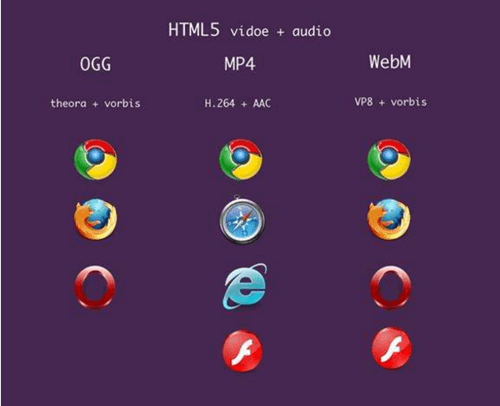 HTML5 vidoe + audio
OGG MP4 WebM
theora + vorbis H.264 + AAC VP8 + vorbis